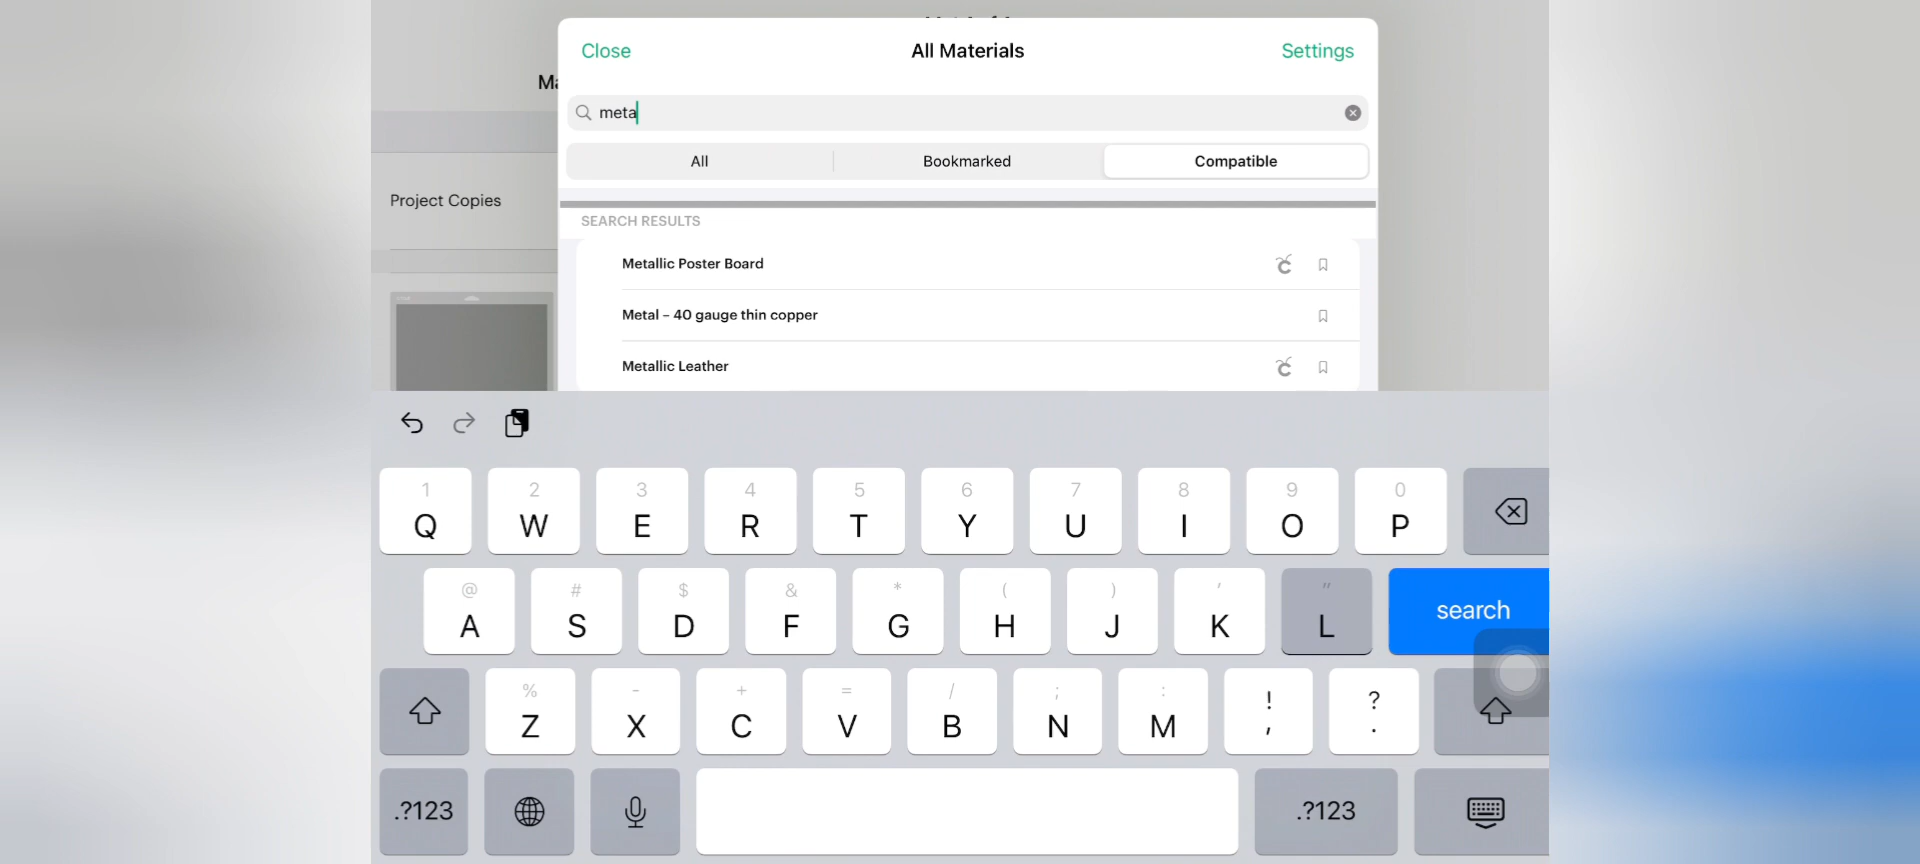 Close
All Materials
Settings
meta
All
Bookmarked
Compatible
Project Copies
SEARCH RESULTS
Metallic Poster Board
Metal – 40 gauge thin copper
Metallic Leather
1 2 3 4 5 6 7 8 9 0
Q W E R T Y U I O P
@ # $ & * ( ) ' "
A S D F G H J K L
search
% - + = / ; : ! ?
Z X C V B N M , .
.?123
.?123